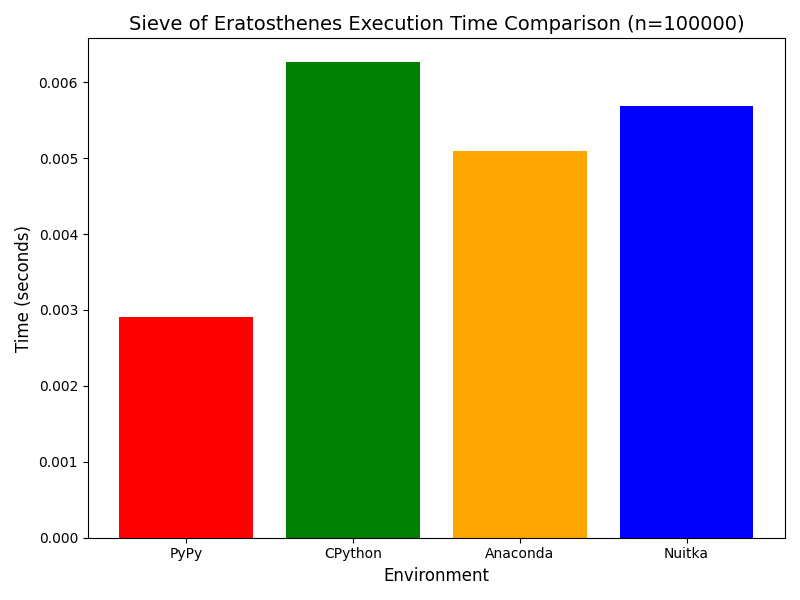 Sieve of Eratosthenes Execution Time Comparison (n=100000)
Time (seconds)
0.006
0.005
0.004
0.003
0.002
0.001
0.000
PyPy CPython Anaconda Nuitka
Environment